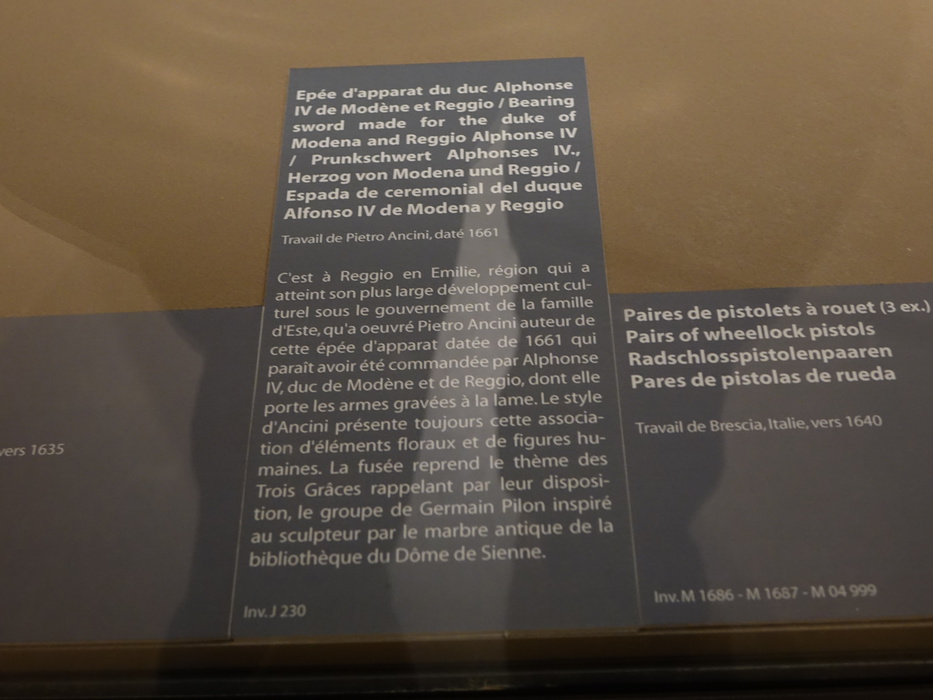 Epée d'apparat du duc Alphonse
IV de Modène et Reggio / Bearing
sword made for the duke of
Modena and Reggio Alphonse IV
/ Prunkschwert Alphonses IV.,
Herzog von Modena und Reggio /
Espada de ceremonial del duque
Alfonso IV de Modena y Reggio
Travail de Pietro Ancini, daté 1661
C'est à Reggio en Emilie, région qui a
atteint son plus large développement cul-
turel sous le gouvernement de la famille
d'Este, qu'a oeuvré Pietro Ancini auteur de
cette épée d'apparat datée de 1661 qui
paraît avoir été commandée par Alphonse
IV, duc de Modène et de Reggio, dont elle
porte les armes gravées à la lame. Le style
d'Ancini présente toujours cette associa-
tion d'éléments floraux et de figures hu-
maines. La fusée reprend le thème des
Trois Grâces rappelant par leur disposi-
tion, le groupe de Germain Pilon inspiré
au sculpteur par le marbre antique de la
bibliothèque du Dôme de Sienne.
Inv. J 230
vers 1635
Paires de pistolets à rouet (3 ex.)
Pairs of wheellock pistols
Radschlosspistolenpaaren
Pares de pistolas de rueda
Travail de Brescia, Italie, vers 1640
Inv. M 1686 - M 1687 - M 04 999